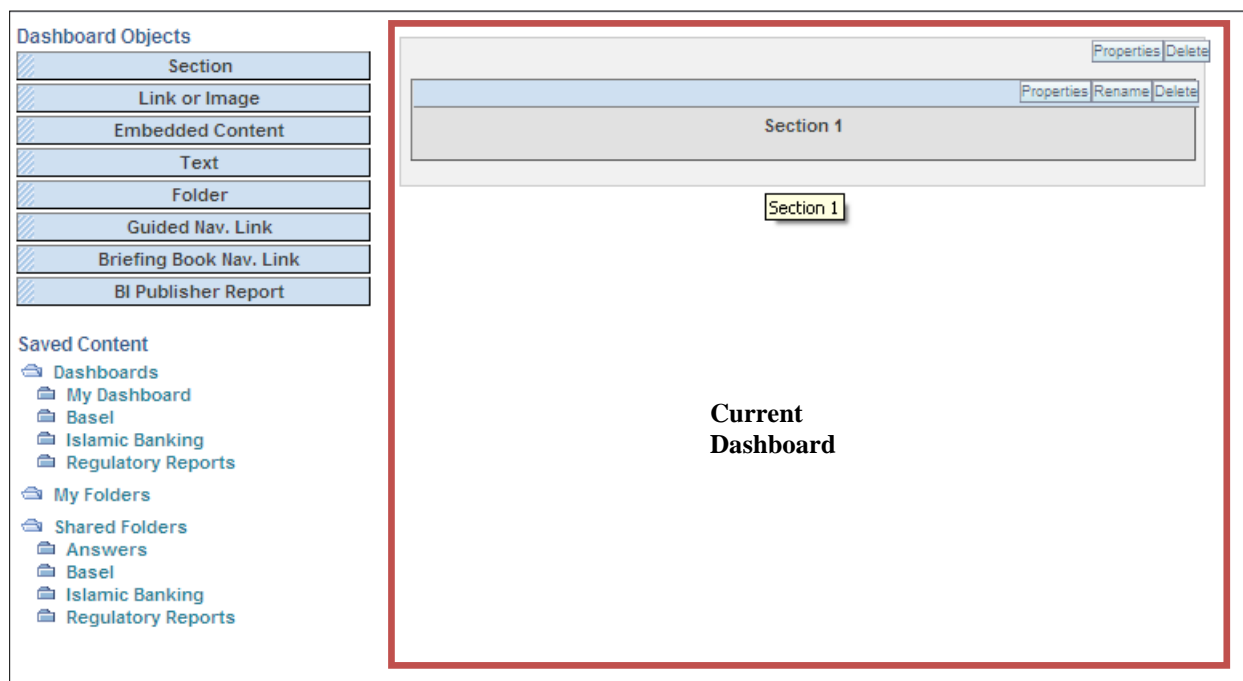 Dashboard Objects
Section
Link or Image
Embedded Content
Text
Folder
Guided Nav. Link
Briefing Book Nav. Link
BI Publisher Report
Saved Content
Dashboards
My Dashboard
Basel
Islamic Banking
Regulatory Reports
My Folders
Shared Folders
Answers
Basel
Islamic Banking
Regulatory Reports
Properties Delete
Properties Rename Delete
Section 1
Section 1
Current
Dashboard